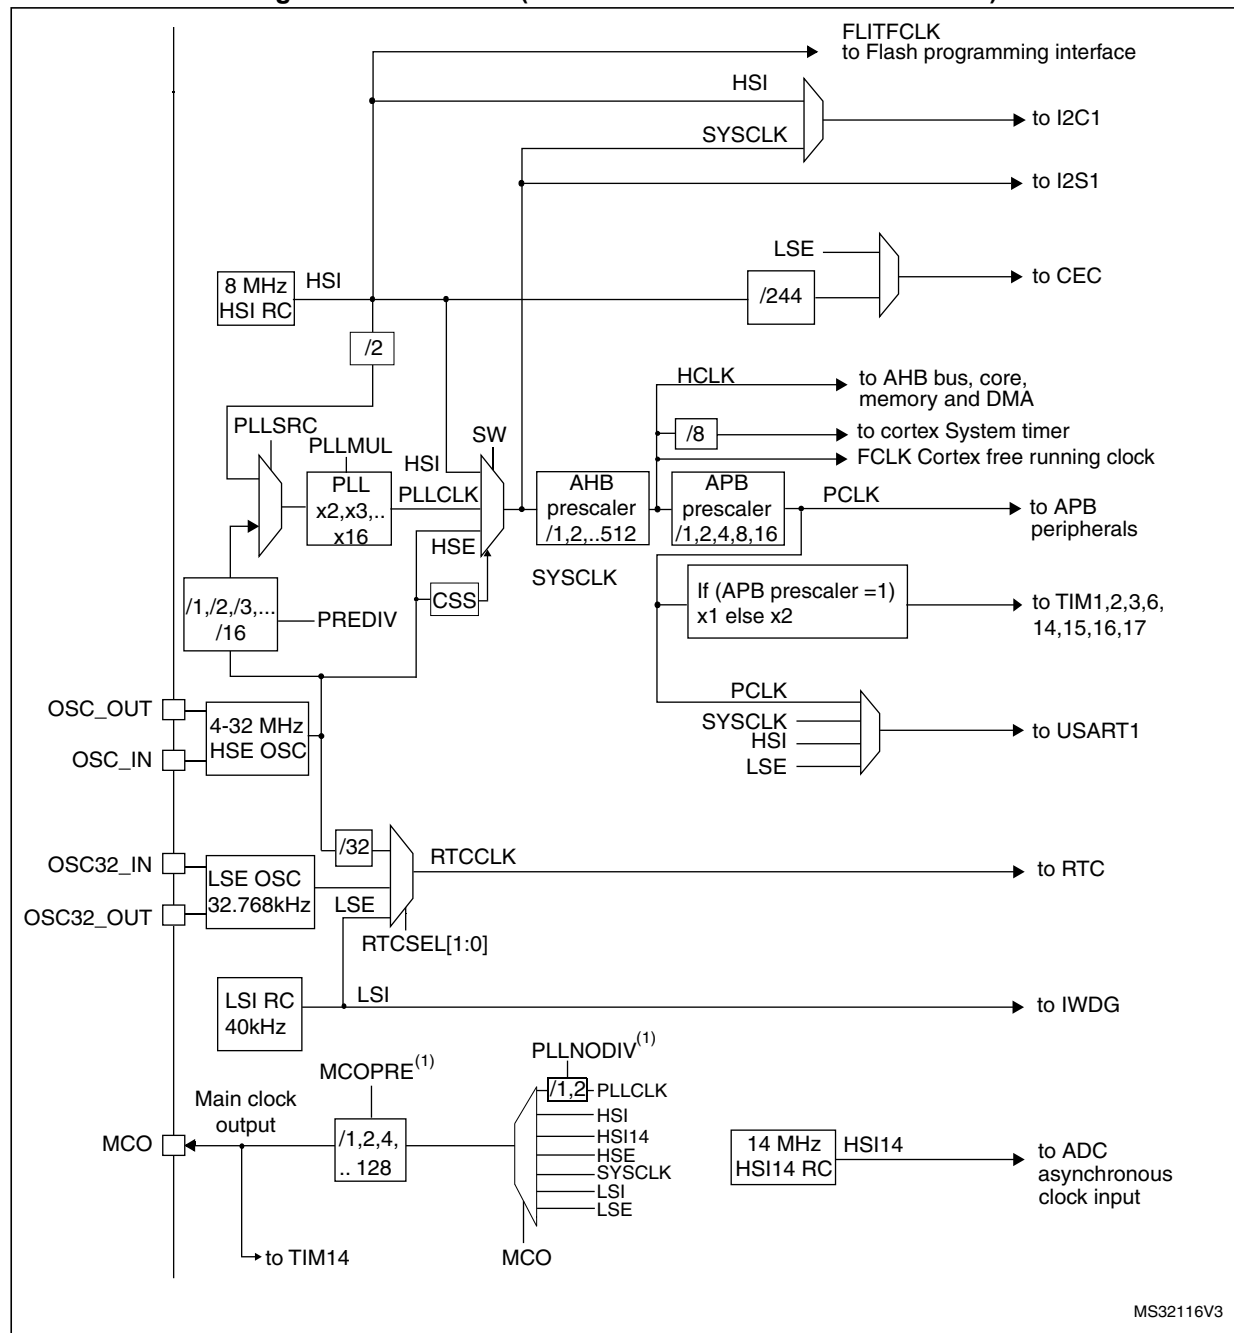 FLITFCLK
to Flash programming interface
HSI
to I2C1
SYSCLK
to I2S1
LSE
to CEC
8 MHz
HSI RC
HSI
/244
/2
HCLK
to AHB bus, core,
memory and DMA
PLLSRC
PLLMUL
SW
/8
to cortex System timer
FCLK Cortex free running clock
HSI
PLL
x2,x3,..
x16
PLLCLK
AHB
prescaler
/1,2,..512
APB
prescaler
/1,2,4,8,16
PCLK
to APB
peripherals
HSE
SYSCLK
CSS
/1,/2,/3,...
/16
PREDIV
If (APB prescaler =1)
x1 else x2
to TIM1,2,3,6,
14,15,16,17
OSC_OUT
OSC_IN
4-32 MHz
HSE OSC
PCLK
SYSCLK
HSI
LSE
to USART1
/32
OSC32_IN
OSC32_OUT
LSE OSC
32.768kHz
LSE
RTCCLK
to RTC
RTCSEL[1:0]
LSI RC
40kHz
LSI
to IWDG
PLLNODIV(1)
MCOPRE(1)
/1,2
PLLCLK
HSI
HSI14
HSE
SYSCLK
LSI
LSE
Main clock
output
MCO
/1,2,4,
.. 128
14 MHz
HSI14 RC
HSI14
to ADC
asynchronous
clock input
to TIM14
MCO
MS32116V3